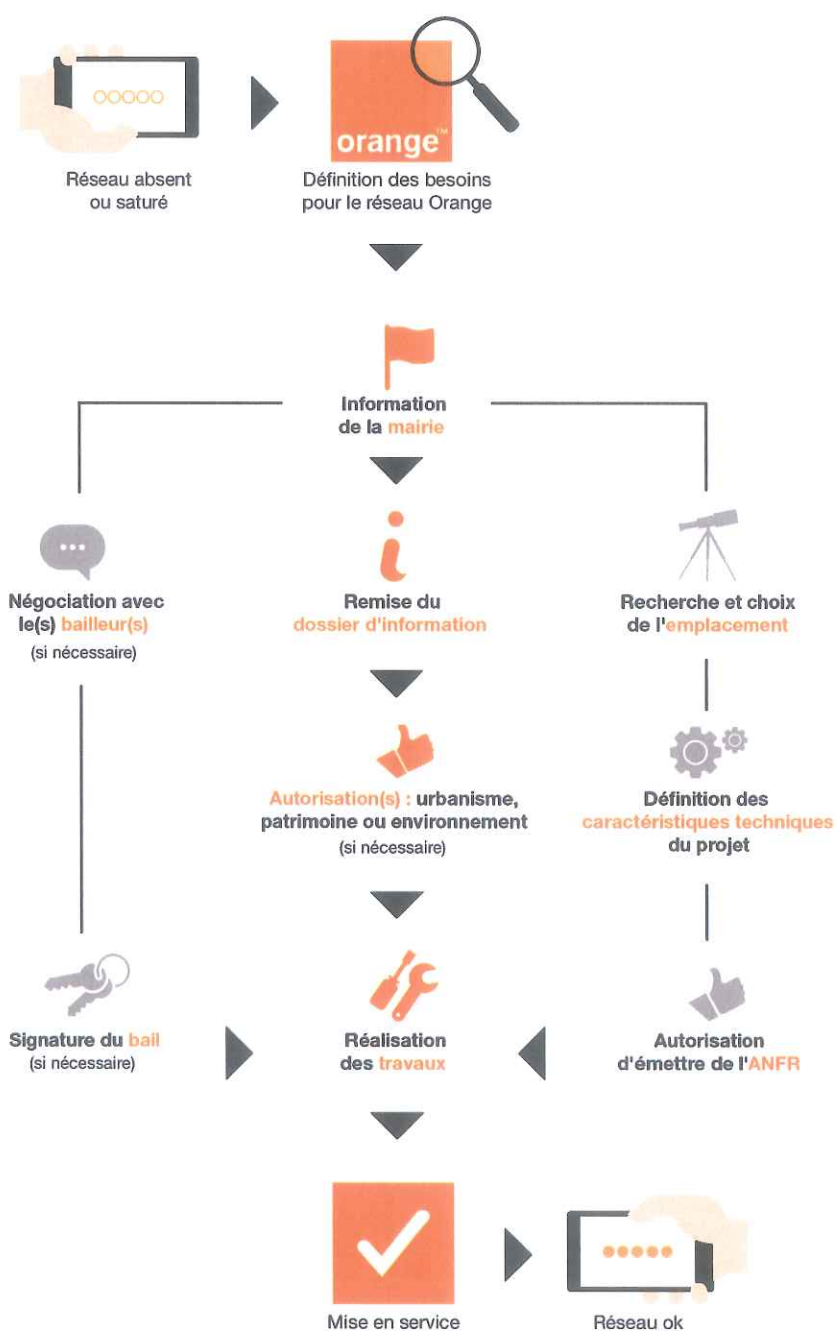 orange™
Réseau absent
ou saturé
Définition des besoins
pour le réseau Orange
Information
de la mairie
Négociation avec
le(s) bailleur(s)
(si nécessaire)
Remise du
dossier d'information
Recherche et choix
de l'emplacement
Autorisation(s) : urbanisme,
patrimoine ou environnement
(si nécessaire)
Définition des
caractéristiques techniques
du projet
Signature du bail
(si nécessaire)
Réalisation
des travaux
Autorisation
d'émettre de l'ANFR
Mise en service
Réseau ok